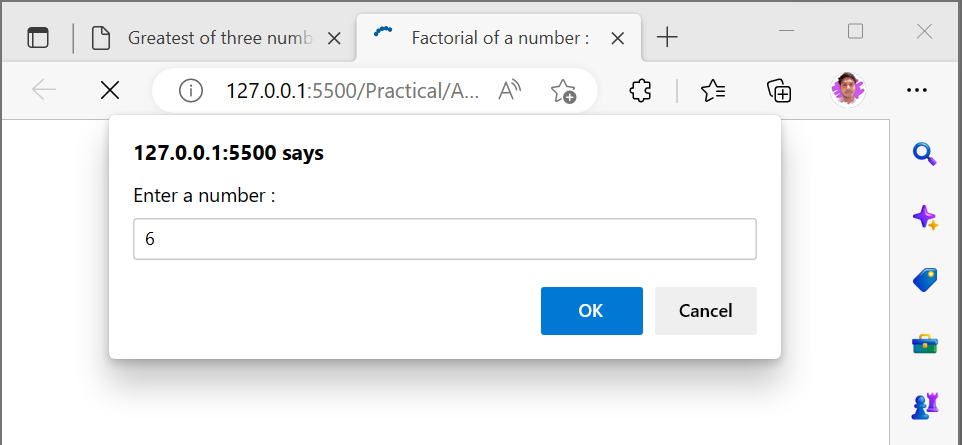 Greatest of three numb
Factorial of a number :
127.0.0.1:5500/Practical/A...
127.0.0.1:5500 says
Enter a number :
6
OK
Cancel